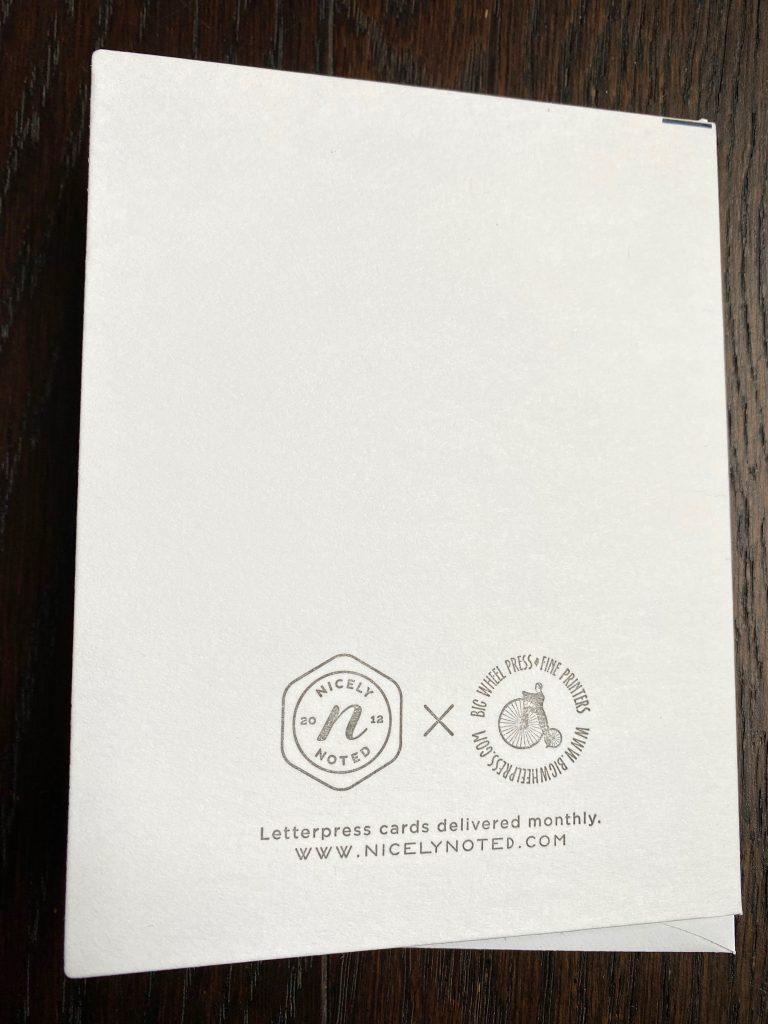 NICELY
20 n 12
NOTED
×
BIG WHEEL PRESS • FINE PRINTERS
WWW.BIGWHEELPRESS.COM
Letterpress cards delivered monthly.
WWW.NICELYNOTED.COM